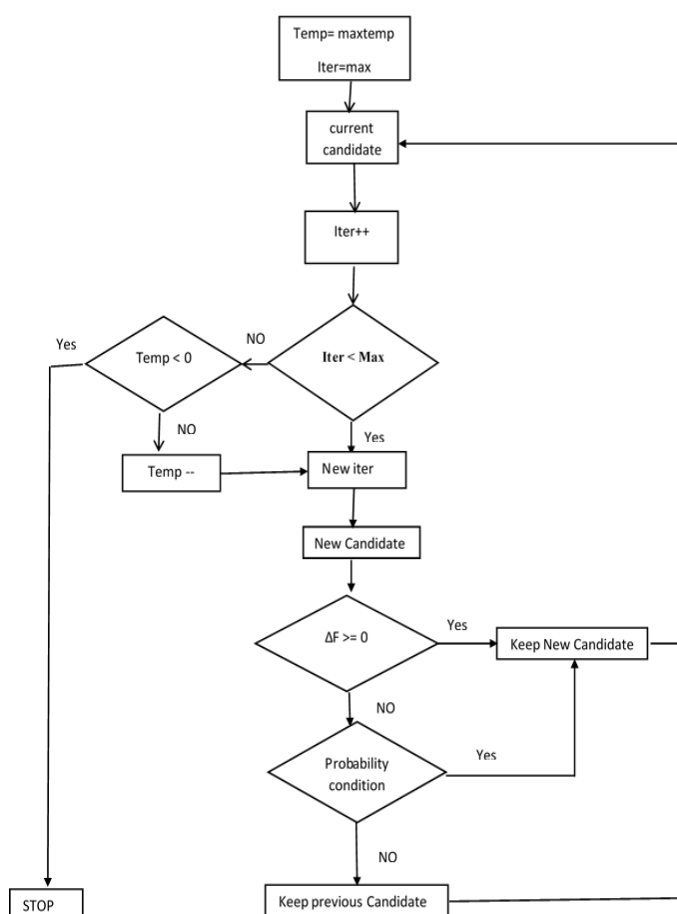 Temp= maxtemp
Iter=max
current
candidate
Iter++
Iter < Max
NO
Temp < 0
Yes
NO
Temp --
Yes
New iter
New Candidate
ΔF >= 0
Yes
Keep New Candidate
NO
Probability
condition
Yes
NO
Keep previous Candidate
STOP